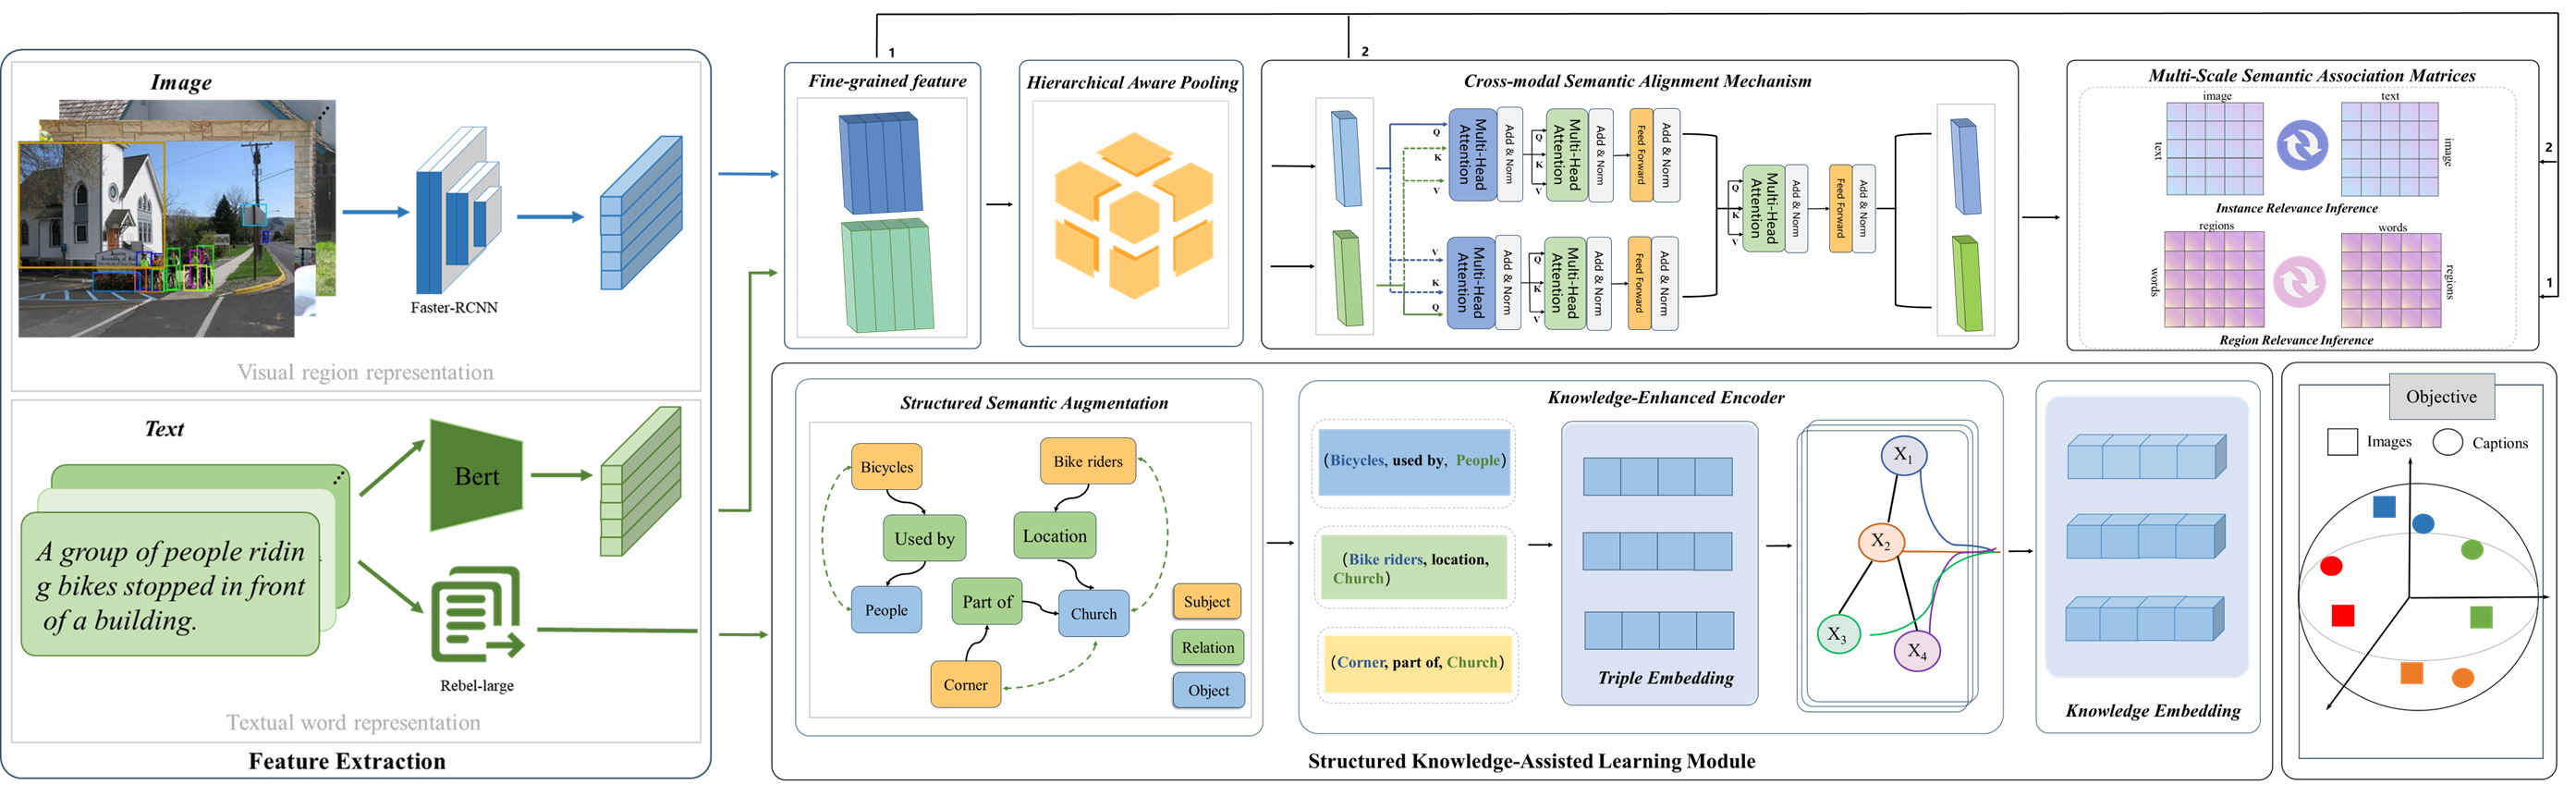 Image
Faster-RCNN
Visual region representation
Text
A group of people ridin
g bikes stopped in front
of a building.
Bert
Rebel-large
Textual word representation
Feature Extraction
1
2
Fine-grained feature
Hierarchical Aware Pooling
Cross-modal Semantic Alignment Mechanism
Q
K
V
Multi-Head
Attention
Add & Norm
Q
K
V
Multi-Head
Attention
Add & Norm
Feed Forward
Add & Norm
V
K
Q
Multi-Head
Attention
Add & Norm
Q
K
V
Multi-Head
Attention
Add & Norm
Feed Forward
Add & Norm
Q
K
V
Multi-Head
Attention
Add & Norm
Feed Forward
Add & Norm
Multi-Scale Semantic Association Matrices
image
text
text
image
Instance Relevance Inference
regions
words
words
regions
Region Relevance Inference
2
1
Structured Semantic Augmentation
Bicycles
Bike riders
Used by
Location
People
Part of
Church
Corner
Subject
Relation
Object
Knowledge-Enhanced Encoder
(Bicycles, used by, People)
(Bike riders, location,
Church)
(Corner, part of, Church)
Triple Embedding
X1
X2
X3
X4
Knowledge Embedding
Structured Knowledge-Assisted Learning Module
Objective
Images
Captions